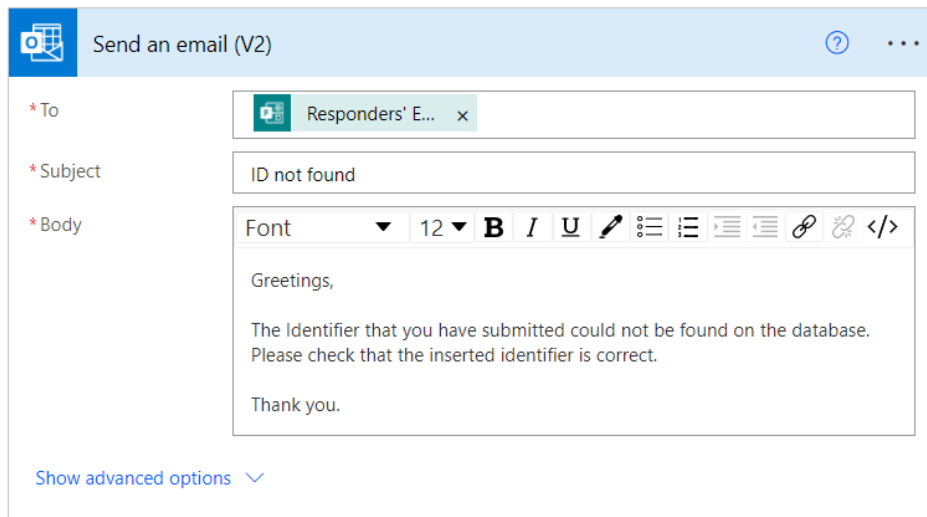 Send an email (V2)
* To
Responders' E... ×
* Subject
ID not found
* Body
Font 12 B I U </>
Greetings,
The Identifier that you have submitted could not be found on the database.
Please check that the inserted identifier is correct.
Thank you.
Show advanced options